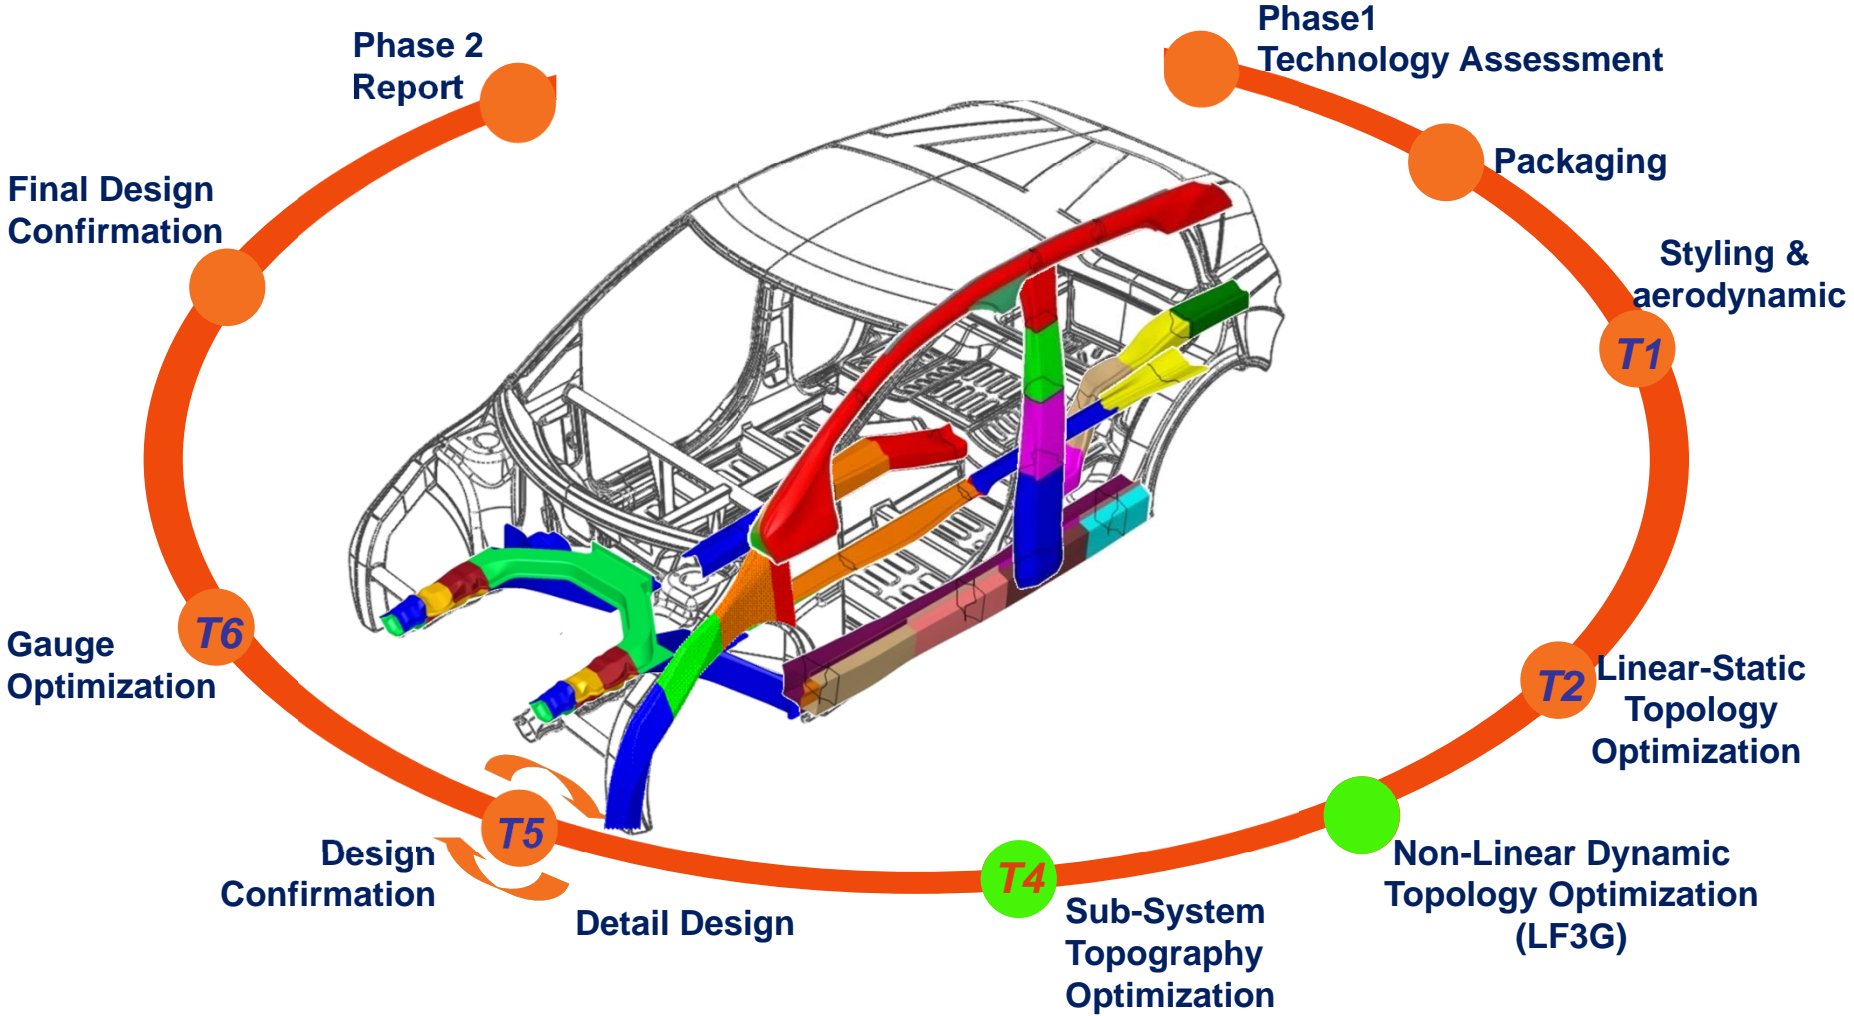 Phase1
Technology Assessment
Packaging
Styling &
aerodynamic
T1
T2
Linear-Static
Topology
Optimization
Non-Linear Dynamic
Topology Optimization
(LF3G)
T4
Sub-System
Topography
Optimization
Detail Design
T5
Design
Confirmation
T6
Gauge
Optimization
Final Design
Confirmation
Phase 2
Report